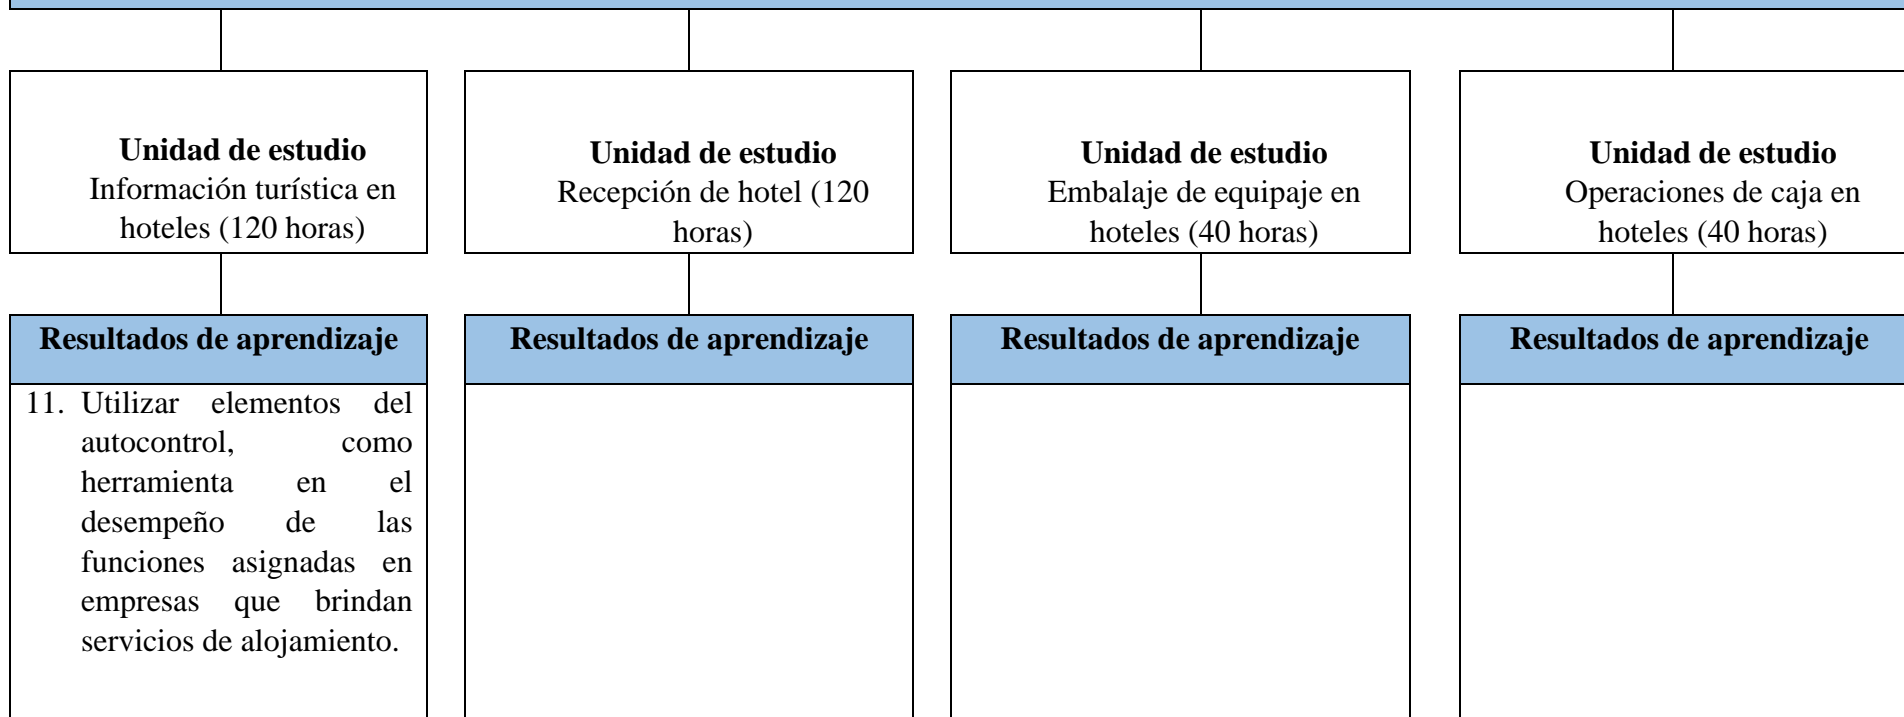 Unidad de estudio
Información turística en
hoteles (120 horas)
Unidad de estudio
Recepción de hotel (120
horas)
Unidad de estudio
Embalaje de equipaje en
hoteles (40 horas)
Unidad de estudio
Operaciones de caja en
hoteles (40 horas)
Resultados de aprendizaje
11. Utilizar elementos del
autocontrol, como
herramienta en el
desempeño de las
funciones asignadas en
empresas que brindan
servicios de alojamiento.
Resultados de aprendizaje
Resultados de aprendizaje
Resultados de aprendizaje